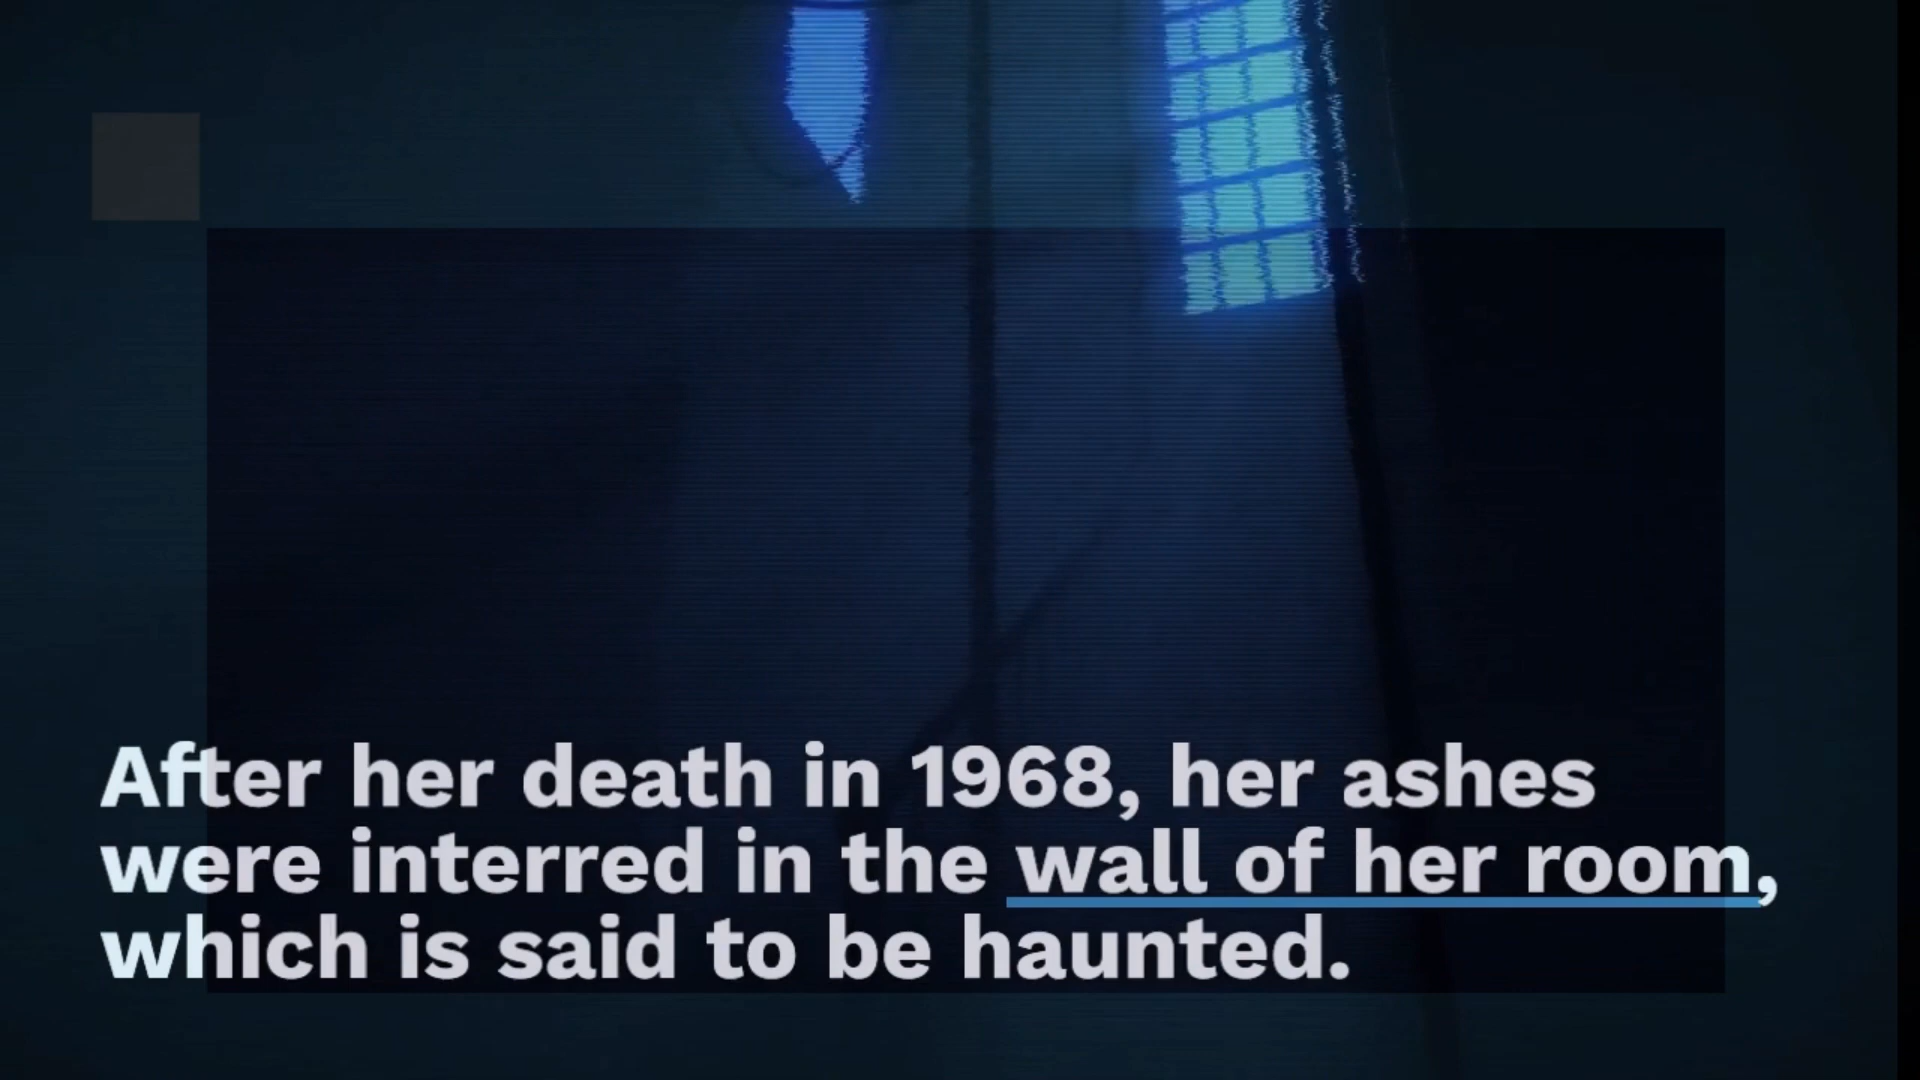 After her death in 1968, her ashes
were interred in the wall of her room,
which is said to be haunted.